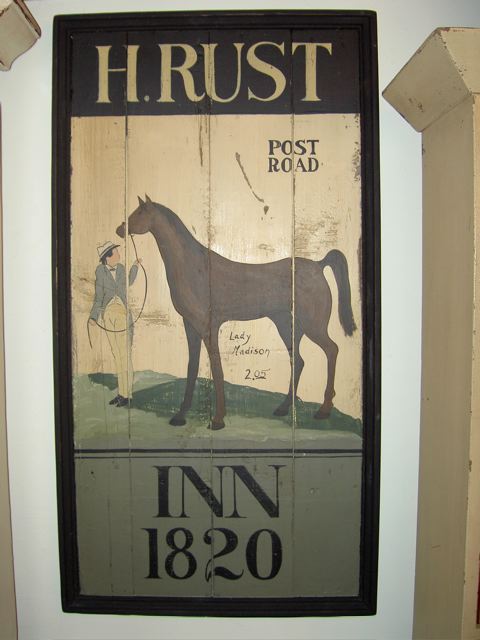 H. RUST
POST
ROAD
Lady
Madison
2.05
INN
1820